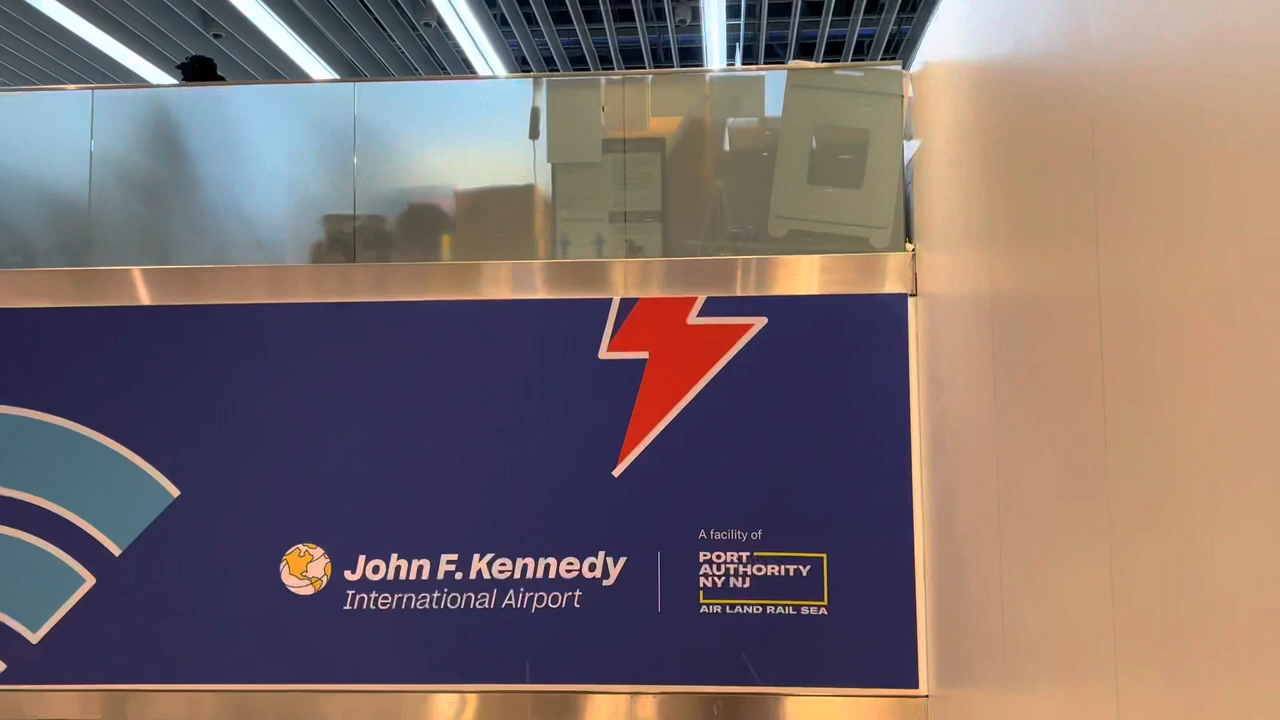 John F. Kennedy
International Airport
A facility of
PORT
AUTHORITY
NY NJ
AIR LAND RAIL SEA